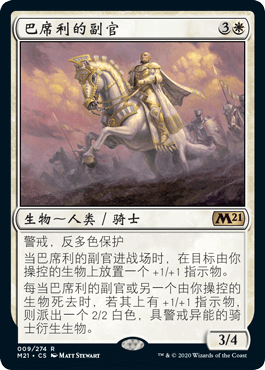 巴席利的副官 3
生物～人类／骑士 M21
警戒，反多色保护
当巴席利的副官进战场时，在目标由你
操控的生物上放置一个+1/+1指示物。
每当巴席利的副官或另一个由你操控的
生物死去时，若其上有+1/+1指示物，
则派出一个2/2白色，具警戒异能的骑
士衍生生物。
3/4
009/274 R
M21 • CS MATT STEWART
™ & © 2020 Wizards of the Coast